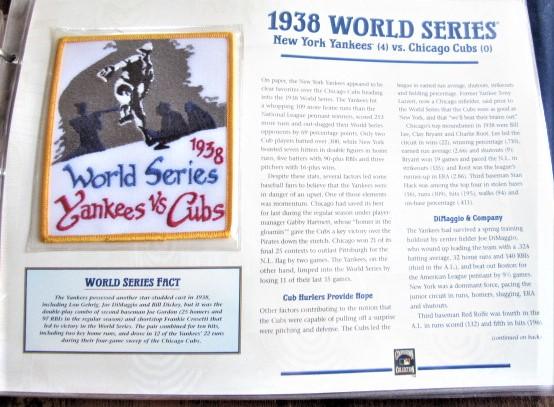 1938 WORLD SERIES
New York Yankees (4) vs. Chicago Cubs (0)
1938
World Series
Yankees vs Cubs
WORLD SERIES FACT
The Yankees possessed another star-studded cast in 1938,
including Lou Gehrig, Joe DiMaggio and Bill Dickey, but it was the
double-play combo of second baseman Joe Gordon (25 homers and
97 RBIs in the regular season) and shortstop Frankie Crosetti that
led to victory in the World Series. The pair combined for ten hits,
including two home runs, and drove in 12 of the Yankees' 22 runs
during their four-game sweep of the Chicago Cubs.
On paper, the New York Yankees appeared to be
clear favorites over the Chicago Cubs heading
into the 1938 World Series. The Yankees hit
a whopping 109 more home runs than the
National League pennant winners, scored 253
more runs and out-slugged their World Series
opponents by 69 percentage points. Only two
Cub players batted over .300, while New York
boasted seven hitters in double figures in home
runs, five batters with 90-plus RBIs and three
pitchers with 16-plus wins.
Despite these stats, several factors led some
baseball fans to believe that the Yankees were
in danger of an upset. One of those elements
was momentum. Chicago had saved its best
for last during the regular season under player-
manager Gabby Hartnett, whose "homer in the
gloamin'" gave the Cubs a key victory over the
Pirates down the stretch. Chicago won 21 of its
final 25 contests to outlast Pittsburgh for the
N.L. flag by two games. The Yankees, on the
other hand, limped into the World Series by
losing 11 of their last 15 games.
Cub Hurlers Provide Hope
Other factors contributing to the notion that
the Cubs were capable of pulling off a surprise
were pitching and defense. The Cubs led the
league in earned run average, shutouts, strikeouts
and fielding percentage. Former Yankee Tony
Lazzeri, now a Chicago infielder, said prior to
the World Series that the Cubs were as good as
New York, and that "we'll beat their brains out."
Chicago's top moundsmen in 1938 were Bill
Lee, Clay Bryant and Charlie Root. Lee led the
circuit in wins (22), winning percentage (.710),
earned run average (2.66) and shutouts (9).
Bryant won 19 games and paced the N.L. in
strikeouts (135), and Root was the league's
runner-up in ERA (2.86). Third baseman Stan
Hack was among the top four in stolen bases
(16), runs (109), hits (195), walks (94) and
on-base percentage (.411).
DiMaggio & Company
The Yankees had survived a spring training
holdout by center fielder Joe DiMaggio,
who wound up leading the team with a .324
batting average, 32 home runs and 140 RBIs
(third in the A.L.), and beat out Boston for
the American League pennant by 9½ games.
New York was a dominant force, pacing the
junior circuit in runs, homers, slugging, ERA
and shutouts.
Third baseman Red Rolfe was fourth in the
A.L. in runs scored (132) and fifth in hits (196)
(continued on back)
COLLECTION